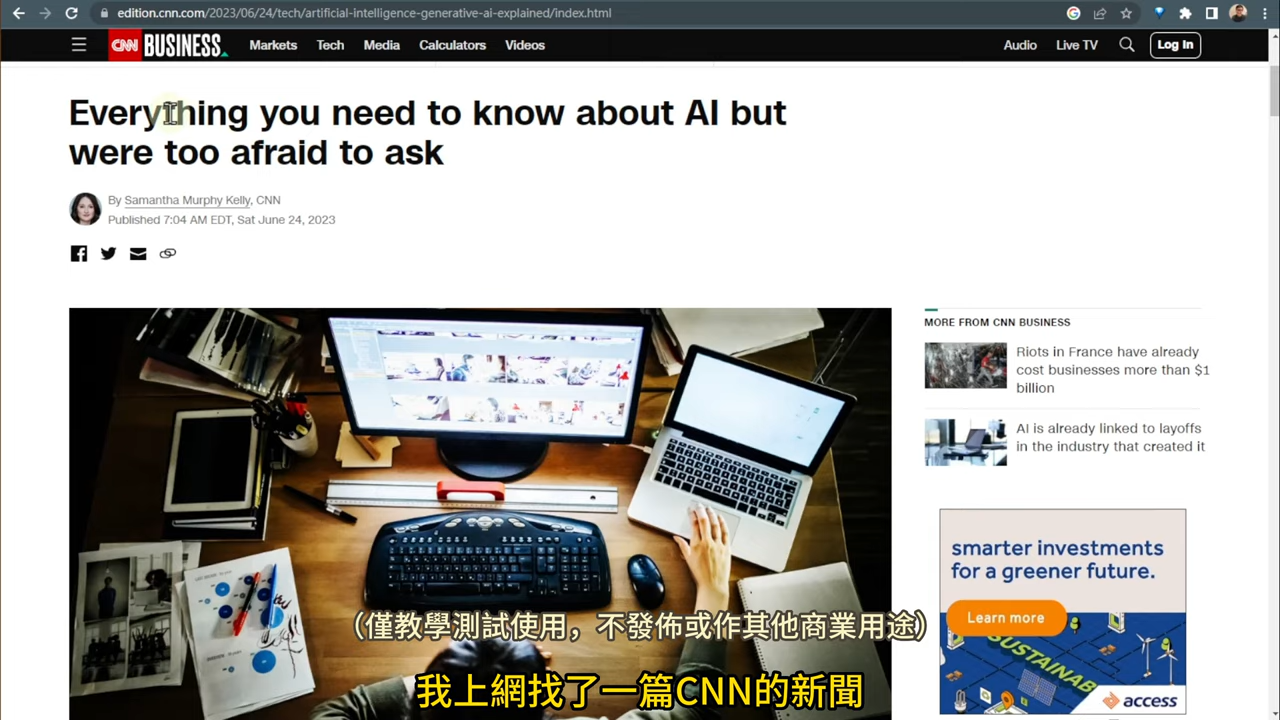 edition.cnn.com/2023/06/24/tech/artificial-intelligence-generative-ai-explained/index.html
CNN BUSINESS Markets Tech Media Calculators Videos Audio Live TV Log In
Everything you need to know about AI but
were too afraid to ask
By Samantha Murphy Kelly, CNN
Published 7:04 AM EDT, Sat June 24, 2023
MORE FROM CNN BUSINESS
Riots in France have already
cost businesses more than $1
billion
AI is already linked to layoffs
in the industry that created it
smarter investments
for a greener future.
Learn more
SUSTAINAB
access
（僅教學測試使用，不發佈或作其他商業用途）
我上網找了一篇CNN的新聞